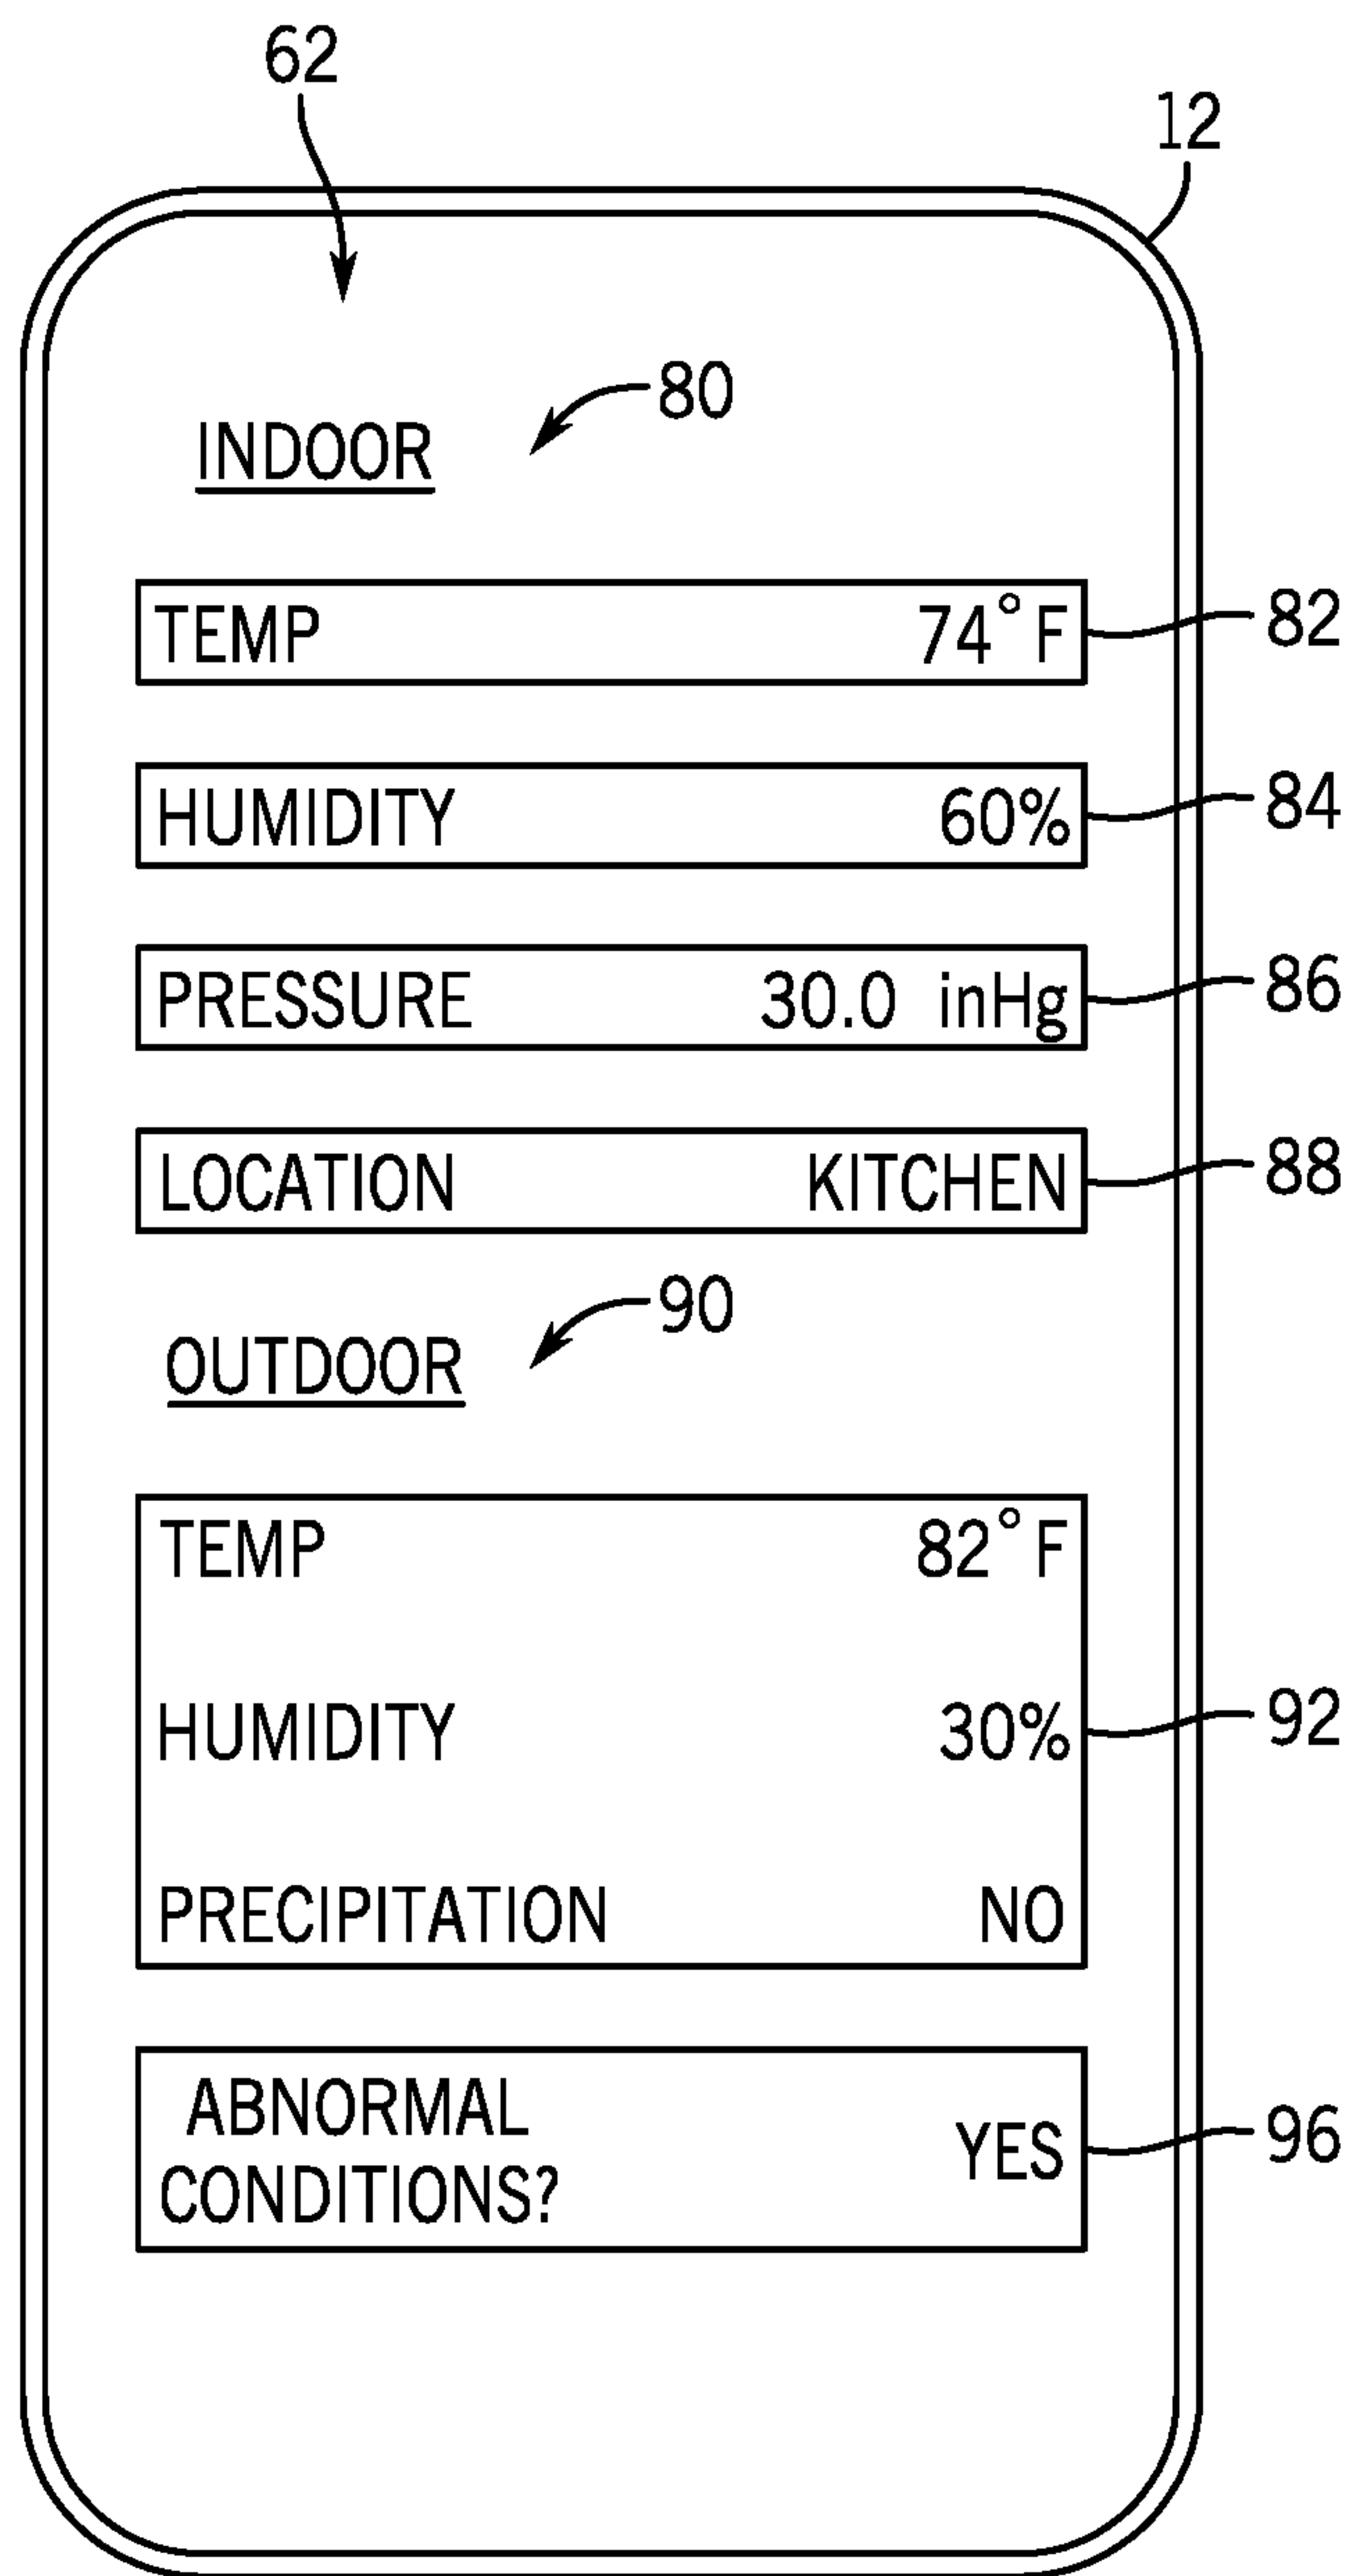 62
12
80
INDOOR
TEMP 74°F 82
HUMIDITY 60% 84
PRESSURE 30.0 inHg 86
LOCATION KITCHEN 88
90
OUTDOOR
TEMP 82°F
HUMIDITY 30% 92
PRECIPITATION NO
ABNORMAL
CONDITIONS? YES 96